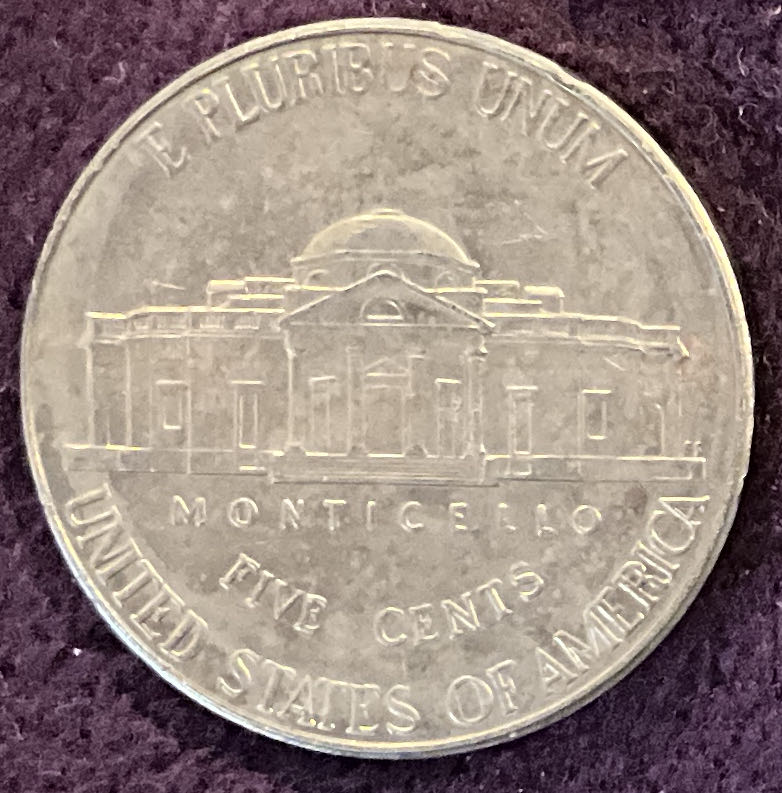 E PLURIBUS UNUM
MONTICELLO
FIVE CENTS
UNITED STATES OF AMERICA